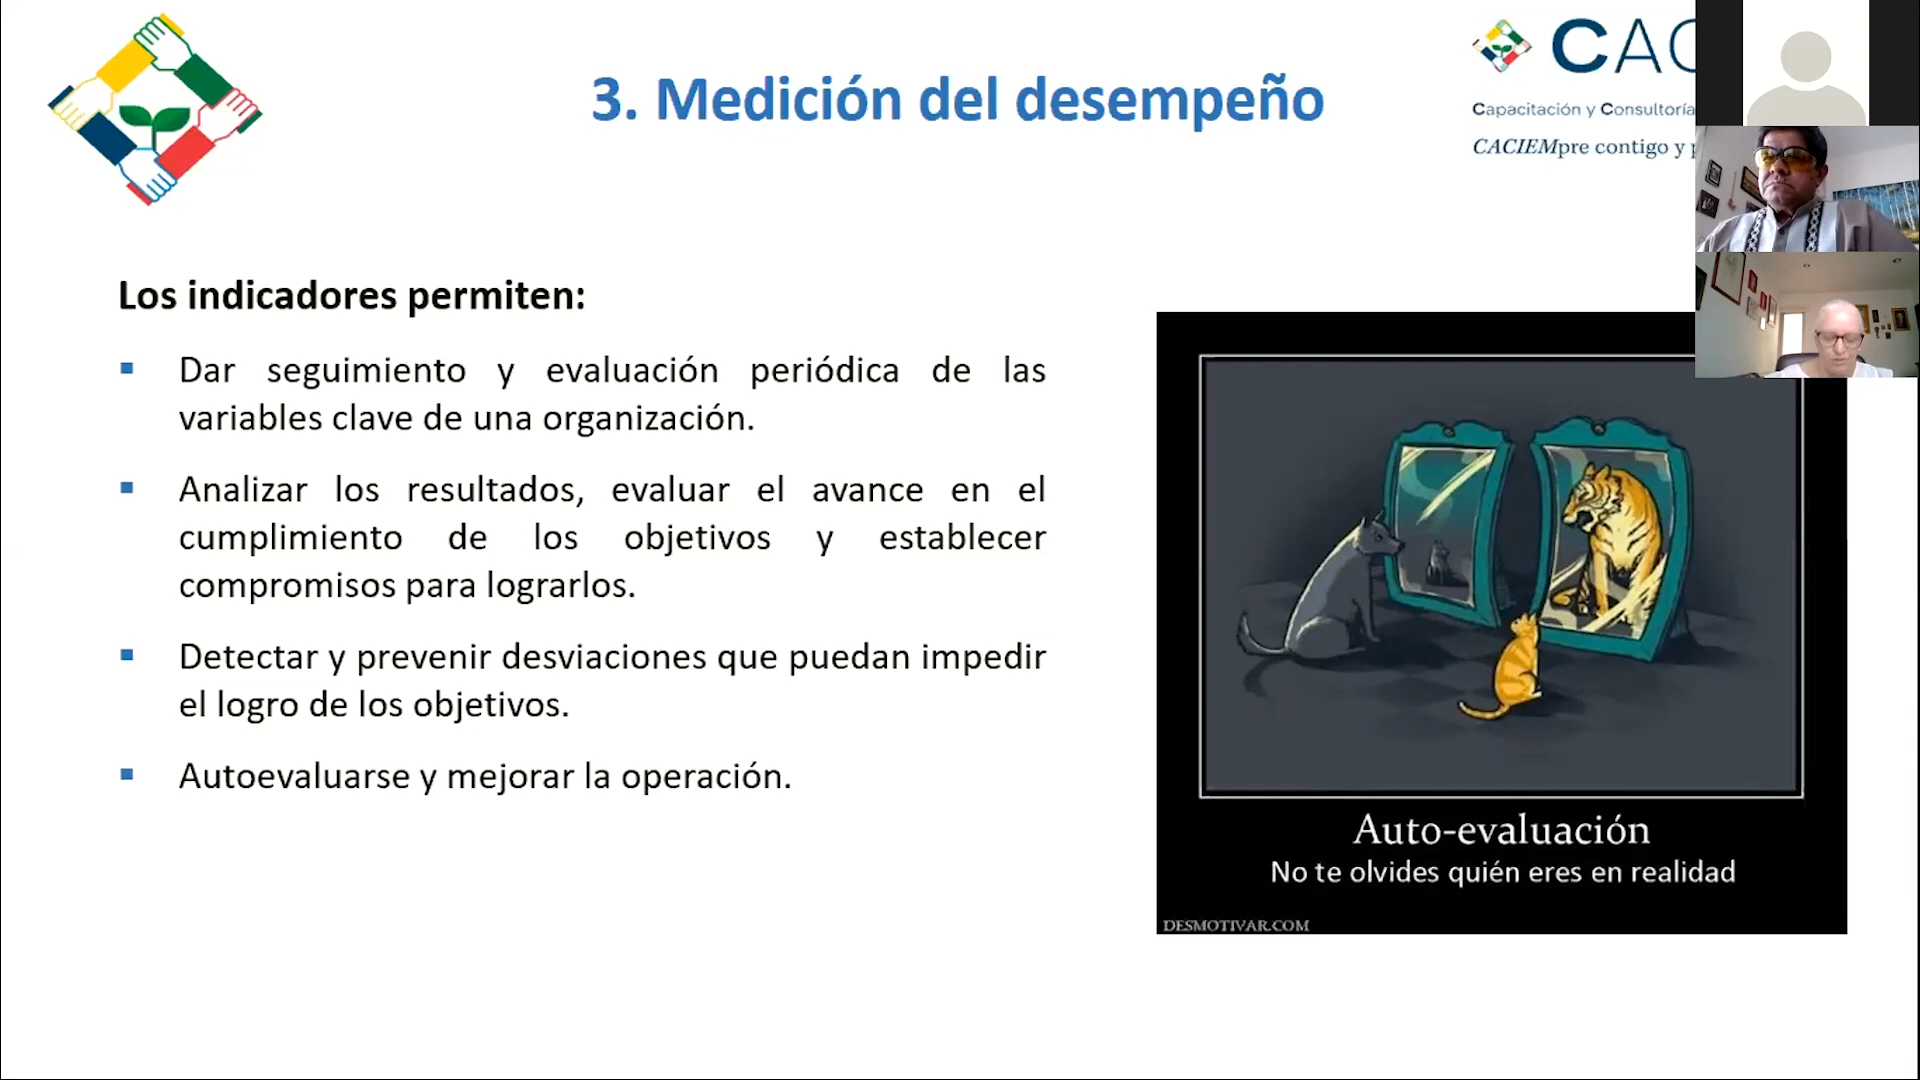 3. Medición del desempeño
CAC
Capacitación y Consultoría
CACIEMpre contigo y
Los indicadores permiten:
▪ Dar seguimiento y evaluación periódica de las
variables clave de una organización.
▪ Analizar los resultados, evaluar el avance en el
cumplimiento de los objetivos y establecer
compromisos para lograrlos.
▪ Detectar y prevenir desviaciones que puedan impedir
el logro de los objetivos.
▪ Autoevaluarse y mejorar la operación.
Auto-evaluación
No te olvides quién eres en realidad
DESMOTIVAR.COM